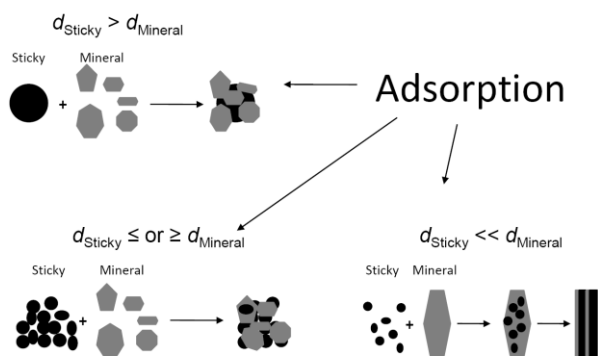 dSticky > dMineral
Sticky Mineral
+
Adsorption
dSticky ≤ or ≥ dMineral
dSticky << dMineral
Sticky Mineral
+
Sticky Mineral
+